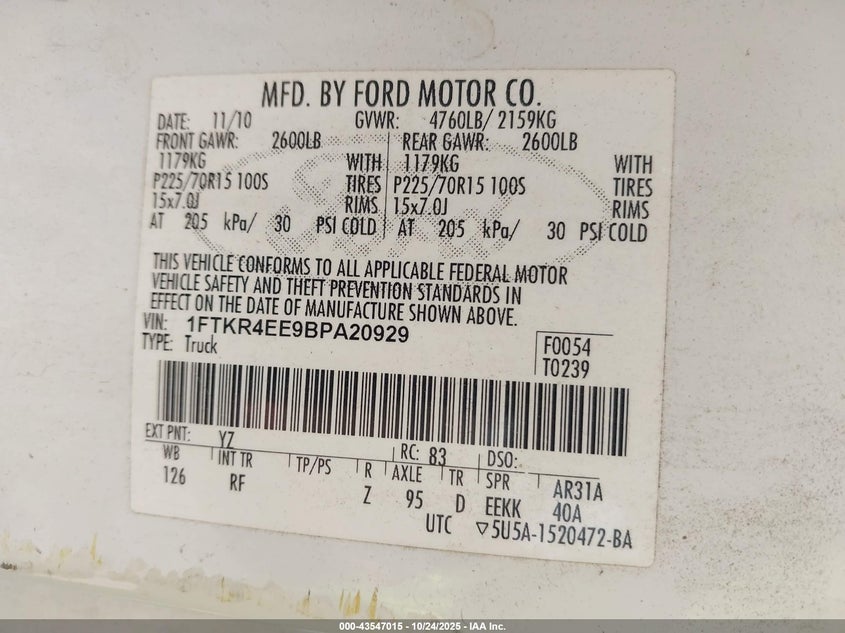 MFD. BY FORD MOTOR CO.
DATE: 11/10 GVWR: 4760LB/ 2159KG
FRONT GAWR: 2600LB REAR GAWR: 2600LB
1179KG WITH 1179KG WITH
P225/70R15 100S TIRES P225/70R15 100S TIRES
15x7.0J RIMS 15x7.0J RIMS
AT 205 kPa/ 30 PSI COLD AT 205 kPa/ 30 PSI COLD
THIS VEHICLE CONFORMS TO ALL APPLICABLE FEDERAL MOTOR
VEHICLE SAFETY AND THEFT PREVENTION STANDARDS IN
EFFECT ON THE DATE OF MANUFACTURE SHOWN ABOVE.
VIN: 1FTKR4EE9BPA20929
TYPE: Truck
F0054
T0239
EXT PNT: YZ RC: 83 DSO:
WB INT TR TP/PS R AXLE TR SPR AR31A
126 RF Z 95 D EEKK 40A
UTC ▽5U5A-1520472-BA
000-43547015 - 10/24/2025 - IAA Inc.